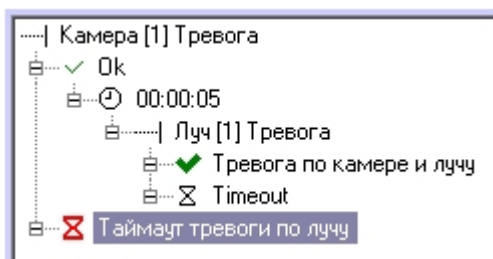 Камера [1] Тревога
Ok
00:00:05
Луч [1] Тревога
Тревога по камере и лучу
Timeout
Таймаут тревоги по лучу